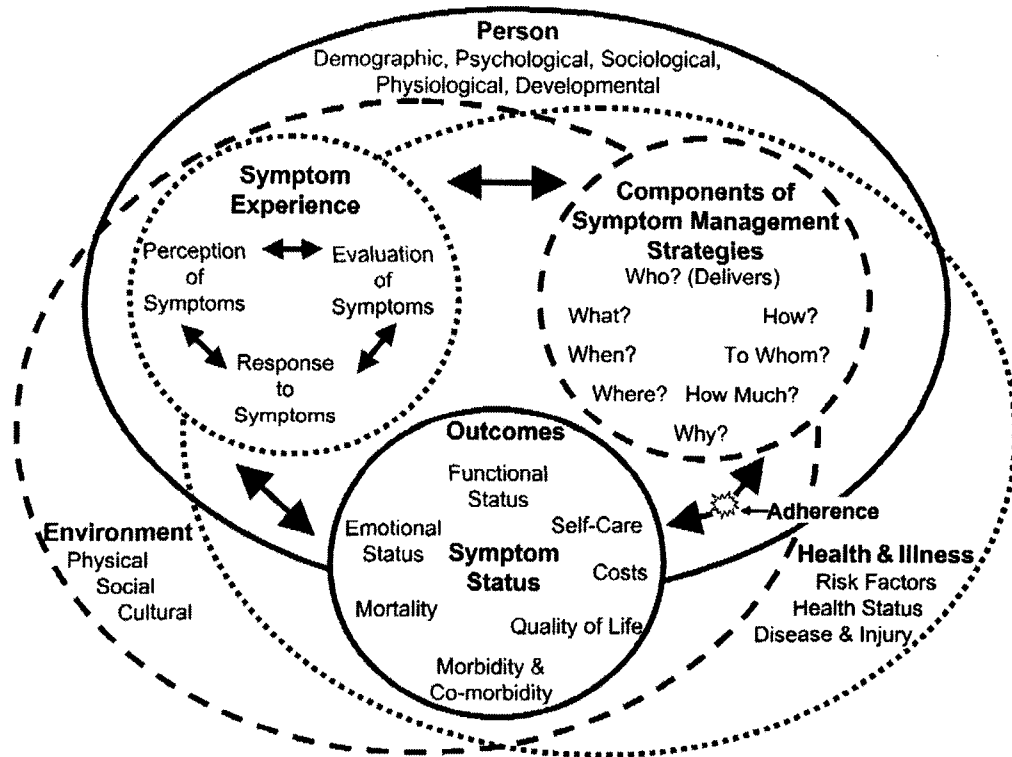 Person
Demographic, Psychological, Sociological,
Physiological, Developmental
Symptom
Experience
Perception
of
Symptoms
Evaluation
of
Symptoms
Response
to
Symptoms
Components of
Symptom Management
Strategies
Who? (Delivers)
What?
How?
When?
To Whom?
Where?
How Much?
Why?
Outcomes
Functional
Status
Emotional
Status
Self-Care
Symptom
Status
Costs
Mortality
Quality of Life
Morbidity &
Co-morbidity
Adherence
Environment
Physical
Social
Cultural
Health & Illness
Risk Factors
Health Status
Disease & Injury